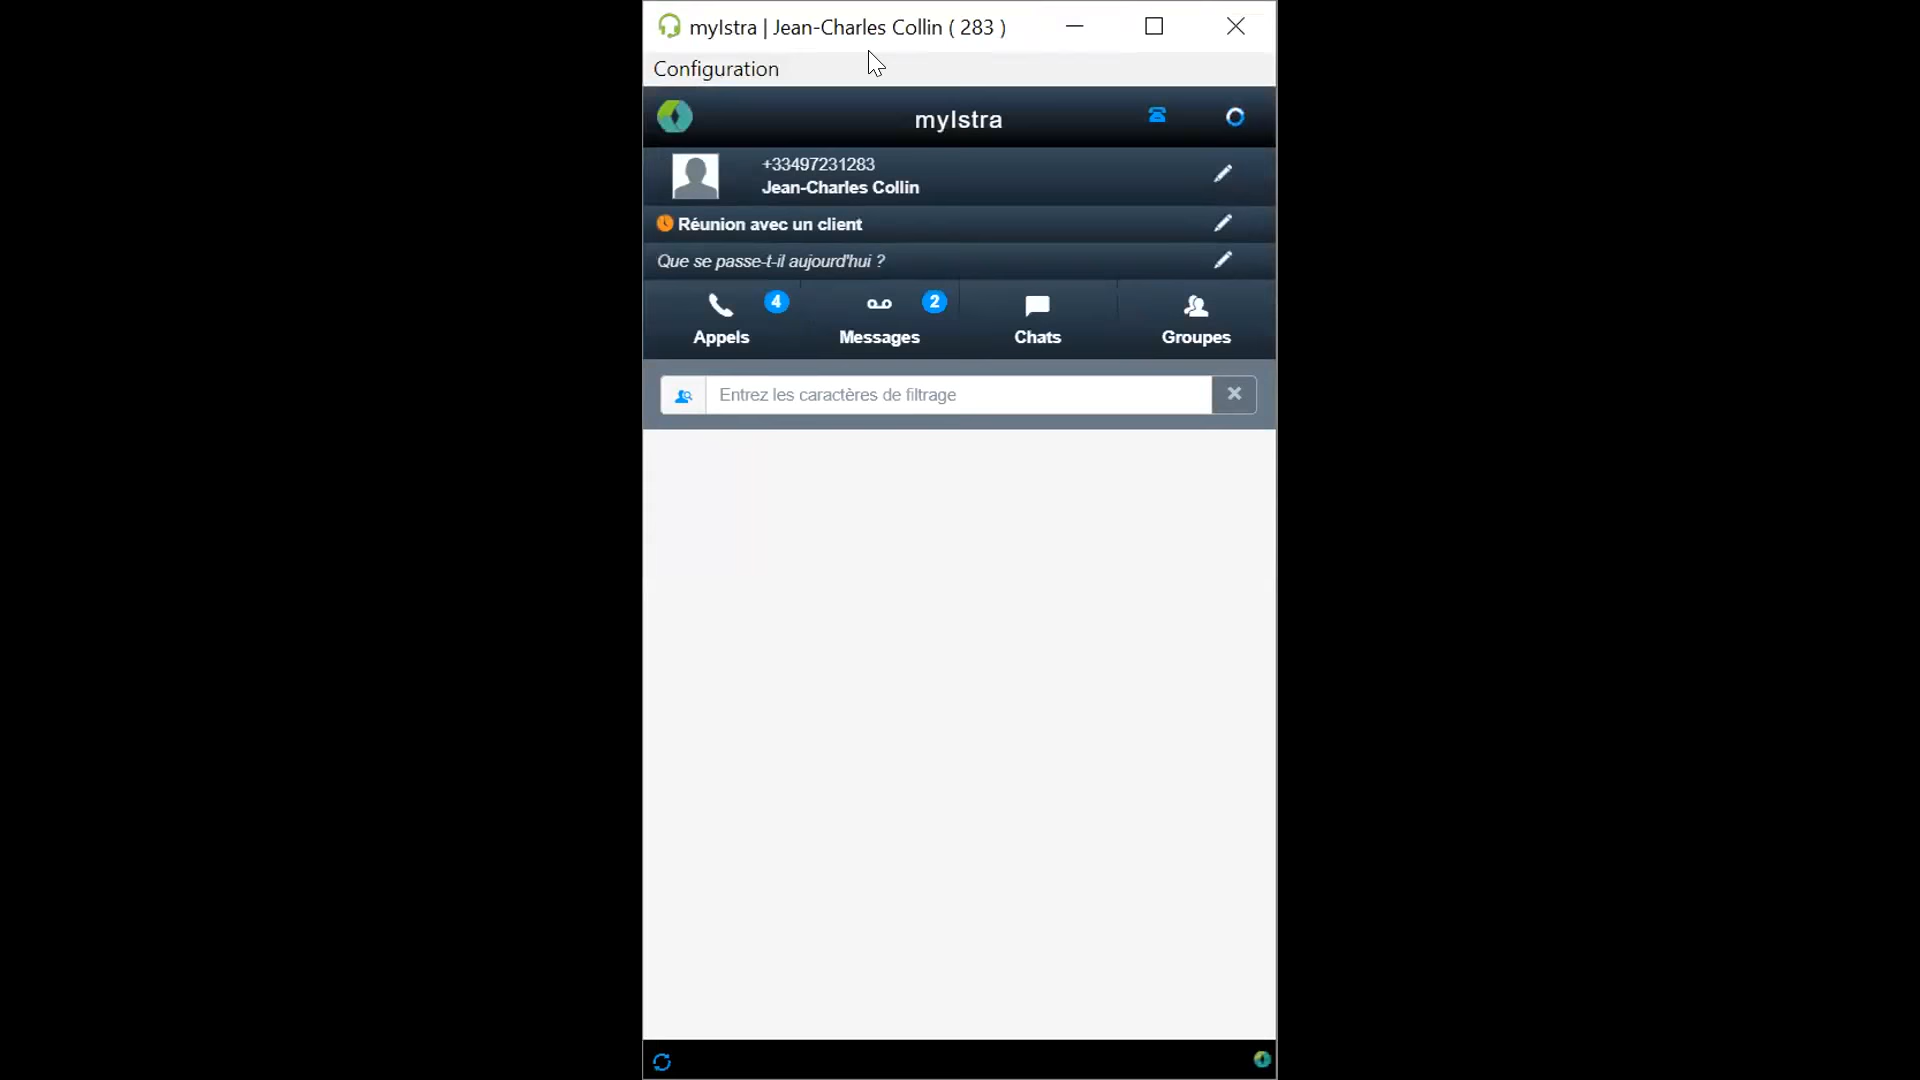 myIstra | Jean-Charles Collin ( 283 )
Configuration
myIstra
+33497231283
Jean-Charles Collin
Réunion avec un client
Que se passe-t-il aujourd'hui ?
4
2
Appels
Messages
Chats
Groupes
Entrez les caractères de filtrage